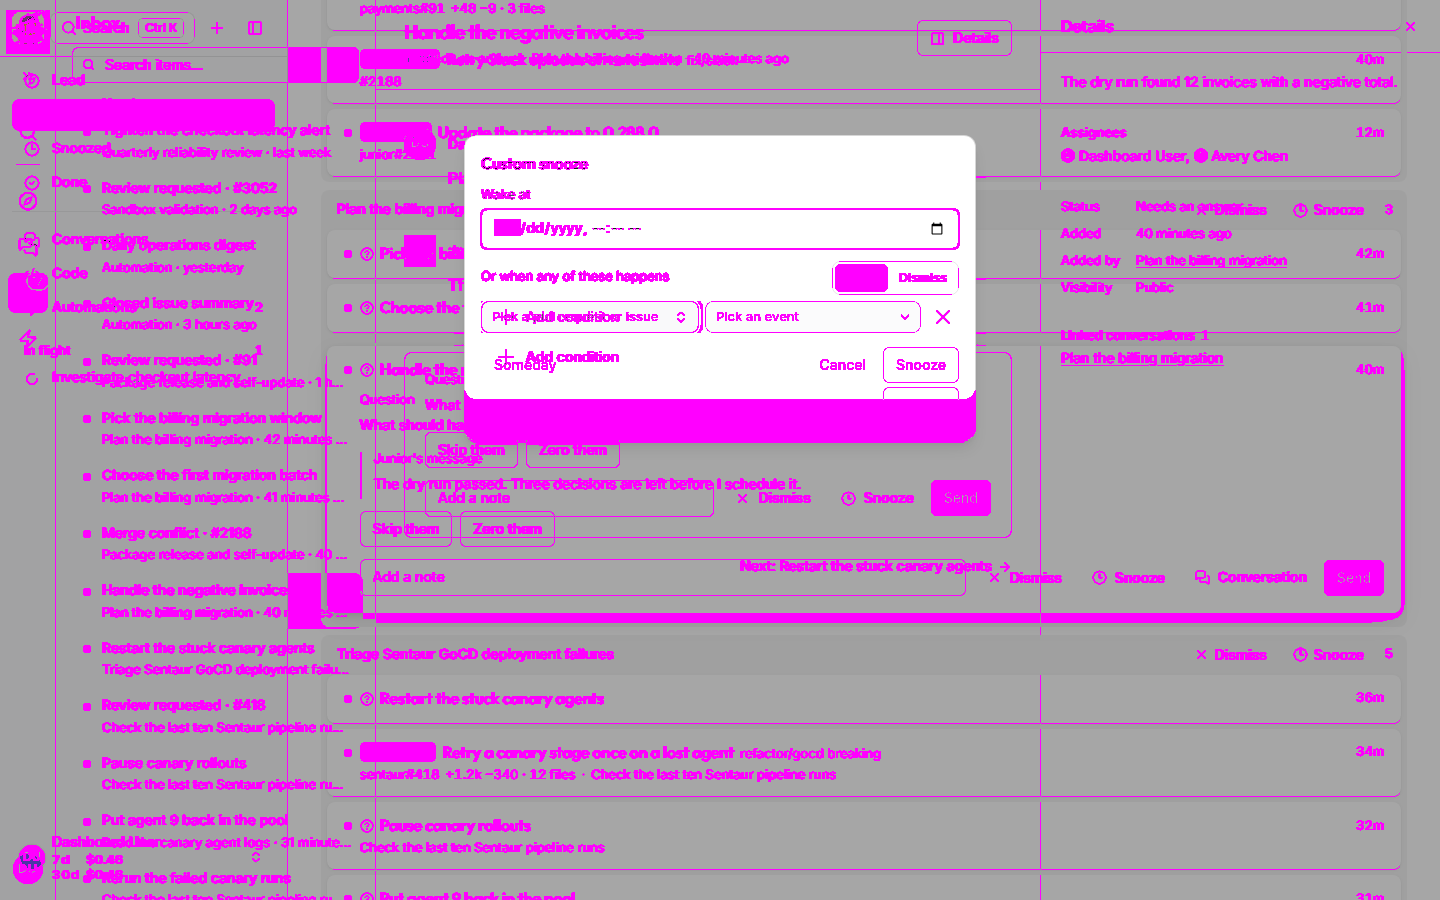 payments#91 +48 −9 · 3 files
Inbox
Search
Ctrl K
Handle the negative invoices
Details
Details
Search items...
40 minutes ago
#2188
40m
Lead
The dry run found 12 invoices with a negative total.
Tighten the checkout latency alert
Quarterly reliability review · last week
Snoozed
Update the package to 0.288.0
Assignees
12m
Dashboard User, Avery Chen
Done
Review requested · #3052
Sandbox validation · 2 days ago
Custom snooze
Wake at
/dd/yyyy, --:-- --
Or when any of these happens
Dismiss
Pick an event
Add condition
Someday
Cancel
Snooze
Plan the billing mig
Status
Needs an answer
Dismiss
Snooze
3
Added
40 minutes ago
Added by
Plan the billing migration
42m
Visibility
Public
41m
Linked conversations 1
Plan the billing migration
40m
Conversations
Daily operations digest
Automation · yesterday
Code
Closed issue summary
2
Automation · 3 hours ago
Automations
In flight
1
Review requested · #91
Investigate checkout latency
Package release and self-update · 1 h...
Pick the billing migration window
Plan the billing migration · 42 minutes ...
Choose the first migration batch
Plan the billing migration · 41 minutes ...
Merge conflict · #2188
Package release and self-update · 40 ...
Handle the negative invoices
Plan the billing migration · 40
Restart the stuck canary agents
Triage Sentaur GoCD deployment failu...
Review requested · #418
Check the last ten Sentaur pipeline ru...
Pause canary rollouts
Check the last ten Sentaur pipeline ru...
Put agent 9 back in the pool
canary agent logs · 31 minute...
Dashboard User
7d $0.46
30d
Rerun the failed canary runs
Check the last ten Sentaur pipeline ru...
Choose the
Handle the
Question
What should ha
Question
What
Skip them
Zero them
Junior's message
The dry run passed. Three decisions are left before I schedule it.
Add a note
Dismiss
Snooze
Send
Skip them
Zero them
Next: Restart the stuck canary agents →
Add a note
Dismiss
Snooze
Conversation
Send
Triage Sentaur GoCD deployment failures
Dismiss
Snooze
5
Restart the stuck canary agents
36m
Retry a canary stage once on a lost agent refactor/gocd breaking
34m
sentaur#418 +1.2k −340 · 12 files · Check the last ten Sentaur pipeline runs
Pause canary rollouts
32m
Check the last ten Sentaur pipeline runs
Put agent 9 back in the pool
31m